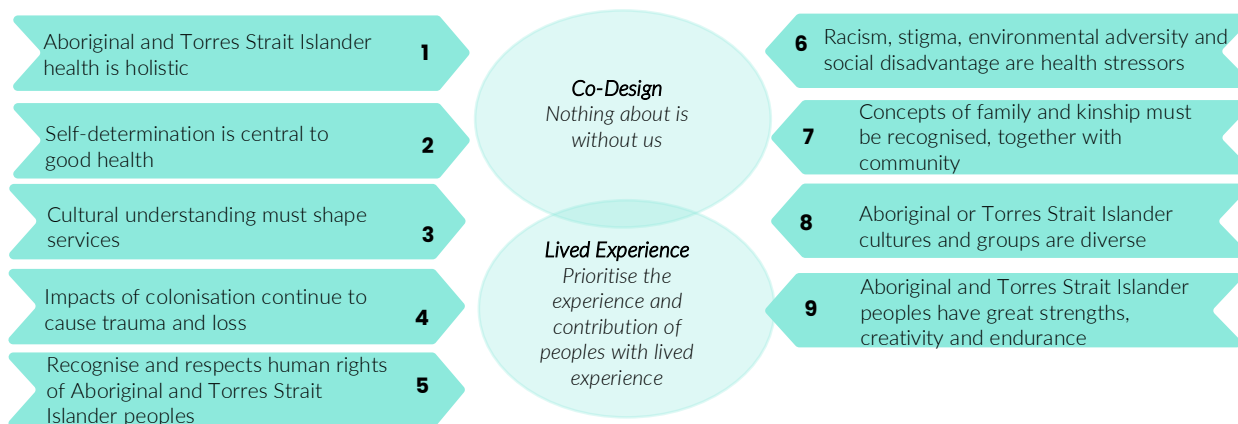 Aboriginal and Torres Strait Islander
health is holistic
1
Self-determination is central to
good health
2
Cultural understanding must shape
services
3
Impacts of colonisation continue to
cause trauma and loss
4
Recognise and respects human rights
of Aboriginal and Torres Strait
Islander peoples
5
Co-Design
Nothing about is
without us
Lived Experience
Prioritise the
experience and
contribution of
peoples with lived
experience
6
Racism, stigma, environmental adversity and
social disadvantage are health stressors
7
Concepts of family and kinship must
be recognised, together with
community
8
Aboriginal or Torres Strait Islander
cultures and groups are diverse
9
Aboriginal and Torres Strait Islander
peoples have great strengths,
creativity and endurance